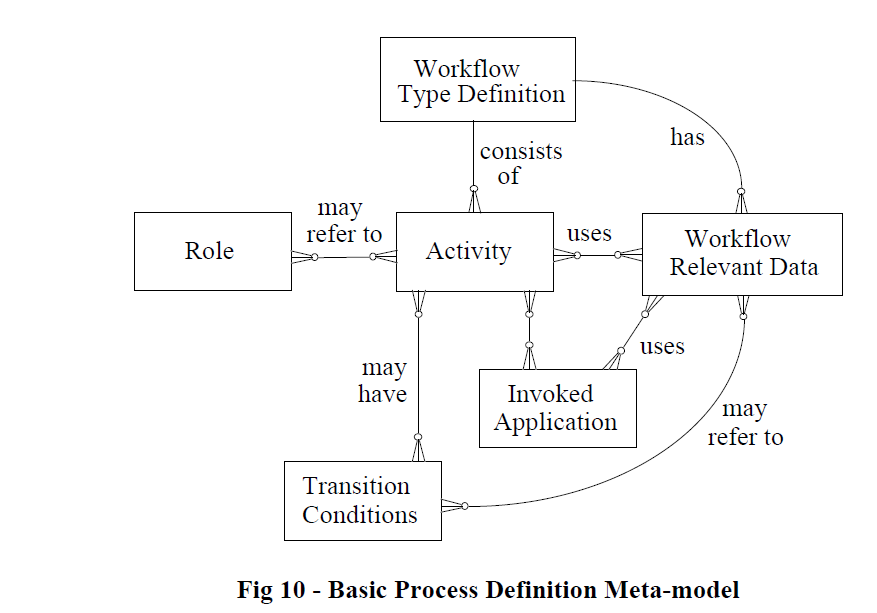 Workflow
Type Definition
has
consists
of
may
refer to
Role
Activity
uses
Workflow
Relevant Data
uses
may
have
Invoked
Application
may
refer to
Transition
Conditions
Fig 10 - Basic Process Definition Meta-model